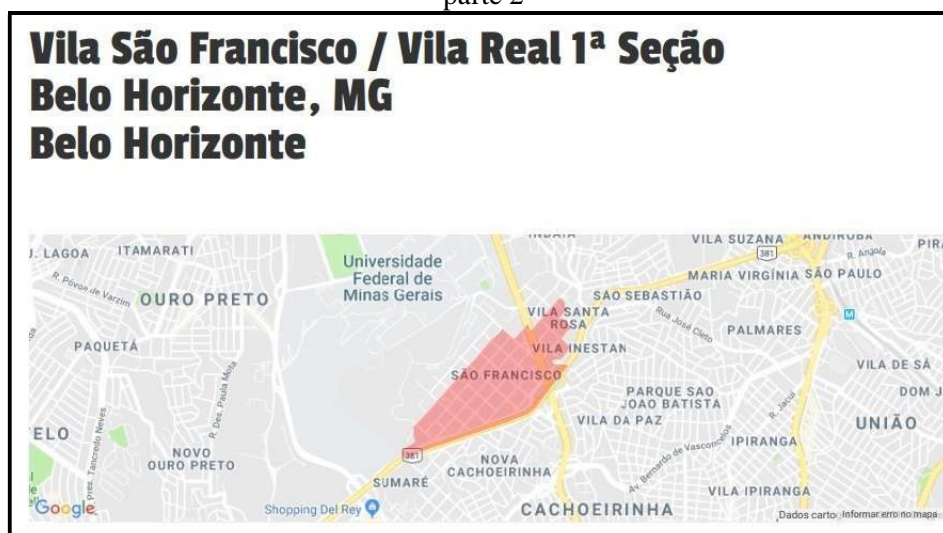 parte 2
Vila São Francisco / Vila Real 1ª Seção
Belo Horizonte, MG
Belo Horizonte
J. LAGOA
ITAMARATI
Universidade
Federal de
Minas Gerais
VILA SUZANA
ANDIROBA
381
R. Angola
MARIA VIRGÍNIA
SÃO PAULO
R. Póvoa de Varzim
OURO PRETO
SÃO SEBASTIÃO
VILA SANTA
ROSA
Rua José Cleto
PALMARES
M
PAQUETÁ
VILA INESTAN
SÃO FRANCISCO
VILA DE SÁ
R. Des. Paula Mota
PARQUE SAO
JOAO BATISTA
DOM J
R. Jacuí
VILA DA PAZ
UNIÃO
ELO
Pres. Tancredo Neves
NOVO
OURO PRETO
381
NOVA
CACHOEIRINHA
Av. Bernardo de Vasconcelos
IPIRANGA
SUMARÉ
VILA IPIRANGA
Google
Shopping Del Rey
CACHOEIRINHA
Dados carto
Informar erro no mapa